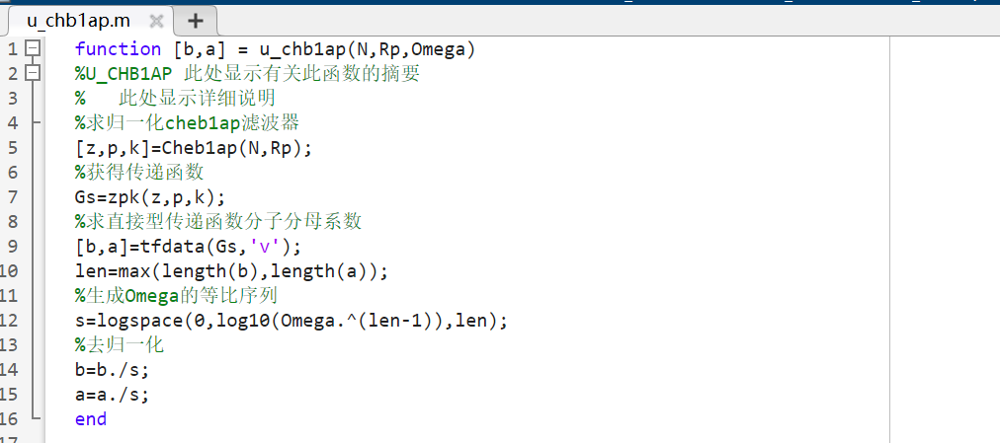 u_chb1ap.m
1 function [b,a] = u_chb1ap(N,Rp,Omega)
2 %U_CHB1AP 此处显示有关此函数的摘要
3 %   此处显示详细说明
4 %求归一化cheb1ap滤波器
5 [z,p,k]=Cheb1ap(N,Rp);
6 %获得传递函数
7 Gs=zpk(z,p,k);
8 %求直接型传递函数分子分母系数
9 [b,a]=tfdata(Gs,'v');
10 len=max(length(b),length(a));
11 %生成Omega的等比序列
12 s=logspace(0,log10(Omega.^(len-1)),len);
13 %去归一化
14 b=b./s;
15 a=a./s;
16 end
17